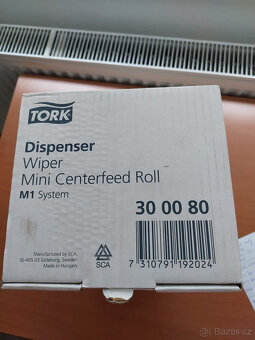 TORK
Dispenser
Wiper
Mini Centerfeed Roll
M1 System
30 00 80
Manufactured by SCA
SE-405 03 Göteborg, Sweden
Made in Hungary
SCA
7 310791 192024
bazos.cz